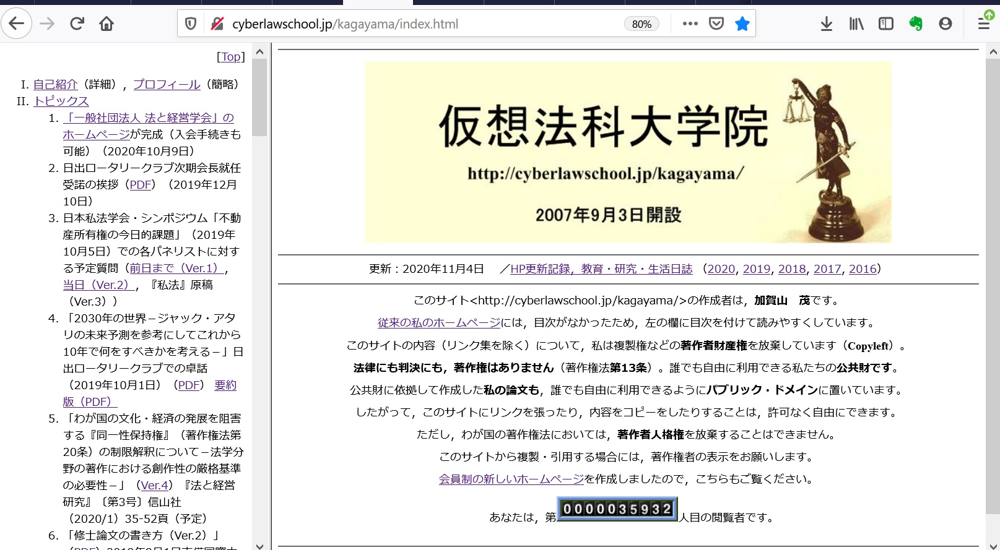 cyberlawschool.jp/kagayama/index.html
80%
[Top]
I. 自己紹介（詳細），プロフィール（簡略）
II. トピックス
1. 「一般社団法人 法と経営学会」の
ホームページが完成（入会手続きも
可能）（2020年10月9日）
2. 日出ロータリークラブ次期会長就任
受諾の挨拶（PDF）（2019年12月
10日）
3. 日本私法学会・シンポジウム「不動
産所有権の今日的課題」（2019年
10月5日）での各パネリストに対す
る予定質問（前日まで（Ver.1），
当日（Ver.2），『私法』原稿
（Ver.3））
4. 「2030年の世界－ジャック・アタ
リの未来予測を参考にしてこれから
10年で何をすべきかを考える－」日
出ロータリークラブでの卓話
（2019年10月1日）（PDF） 要約
版（PDF）
5. 「わが国の文化・経済の発展を阻害
する『同一性保持権』（著作権法第
20条）の制限解釈について－法学分
野の著作における創作性の厳格基準
の必要性－」（Ver.4）『法と経営
研究』〔第3号〕信山社
（2020/1）35-52頁（予定）
6. 「修士論文の書き方（Ver.2）」
仮想法科大学院
http://cyberlawschool.jp/kagayama/
2007年9月3日開設
更新：2020年11月4日　／HP更新記録，教育・研究・生活日誌 （2020, 2019, 2018, 2017, 2016）
このサイト<http://cyberlawschool.jp/kagayama/>の作成者は，加賀山　茂です。
従来の私のホームページには，目次がなかったため，左の欄に目次を付けて読みやすくしています。
このサイトの内容（リンク集を除く）について，私は複製権などの著作者財産権を放棄しています（Copyleft）。
法律にも判決にも，著作権はありません（著作権法第13条）。誰でも自由に利用できる私たちの公共財です。
公共財に依拠して作成した私の論文も，誰でも自由に利用できるようにパブリック・ドメインに置いています。
したがって，このサイトにリンクを張ったり，内容をコピーをしたりすることは，許可なく自由にできます。
ただし，わが国の著作権法においては，著作者人格権を放棄することはできません。
このサイトから複製・引用する場合には，著作権者の表示をお願いします。
会員制の新しいホームページを作成しましたので，こちらもご覧ください。
あなたは，第0000035932人目の閲覧者です。